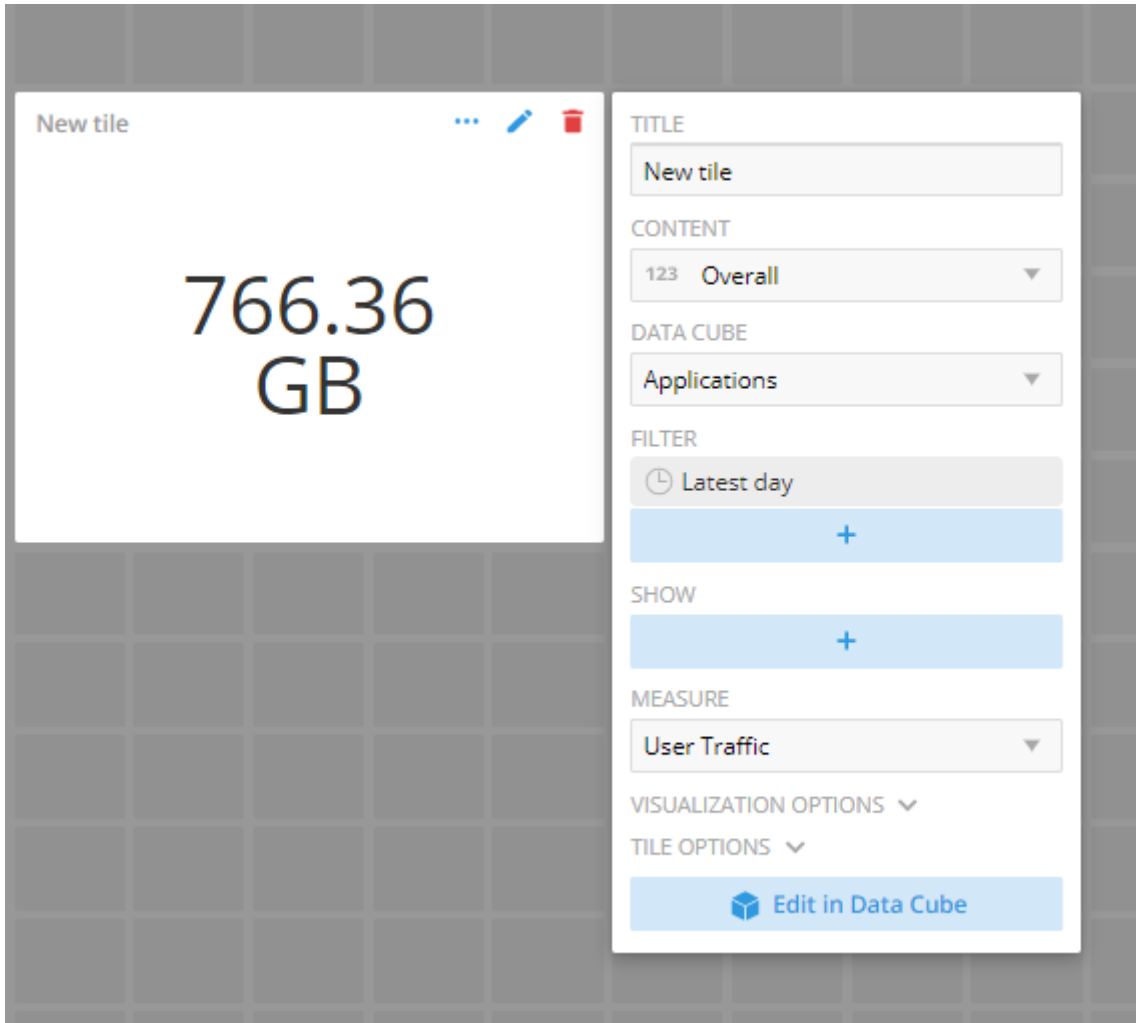 New tile
766.36
GB
TITLE
New tile
CONTENT
123 Overall
DATA CUBE
Applications
FILTER
Latest day
+
SHOW
+
MEASURE
User Traffic
VISUALIZATION OPTIONS
TILE OPTIONS
Edit in Data Cube